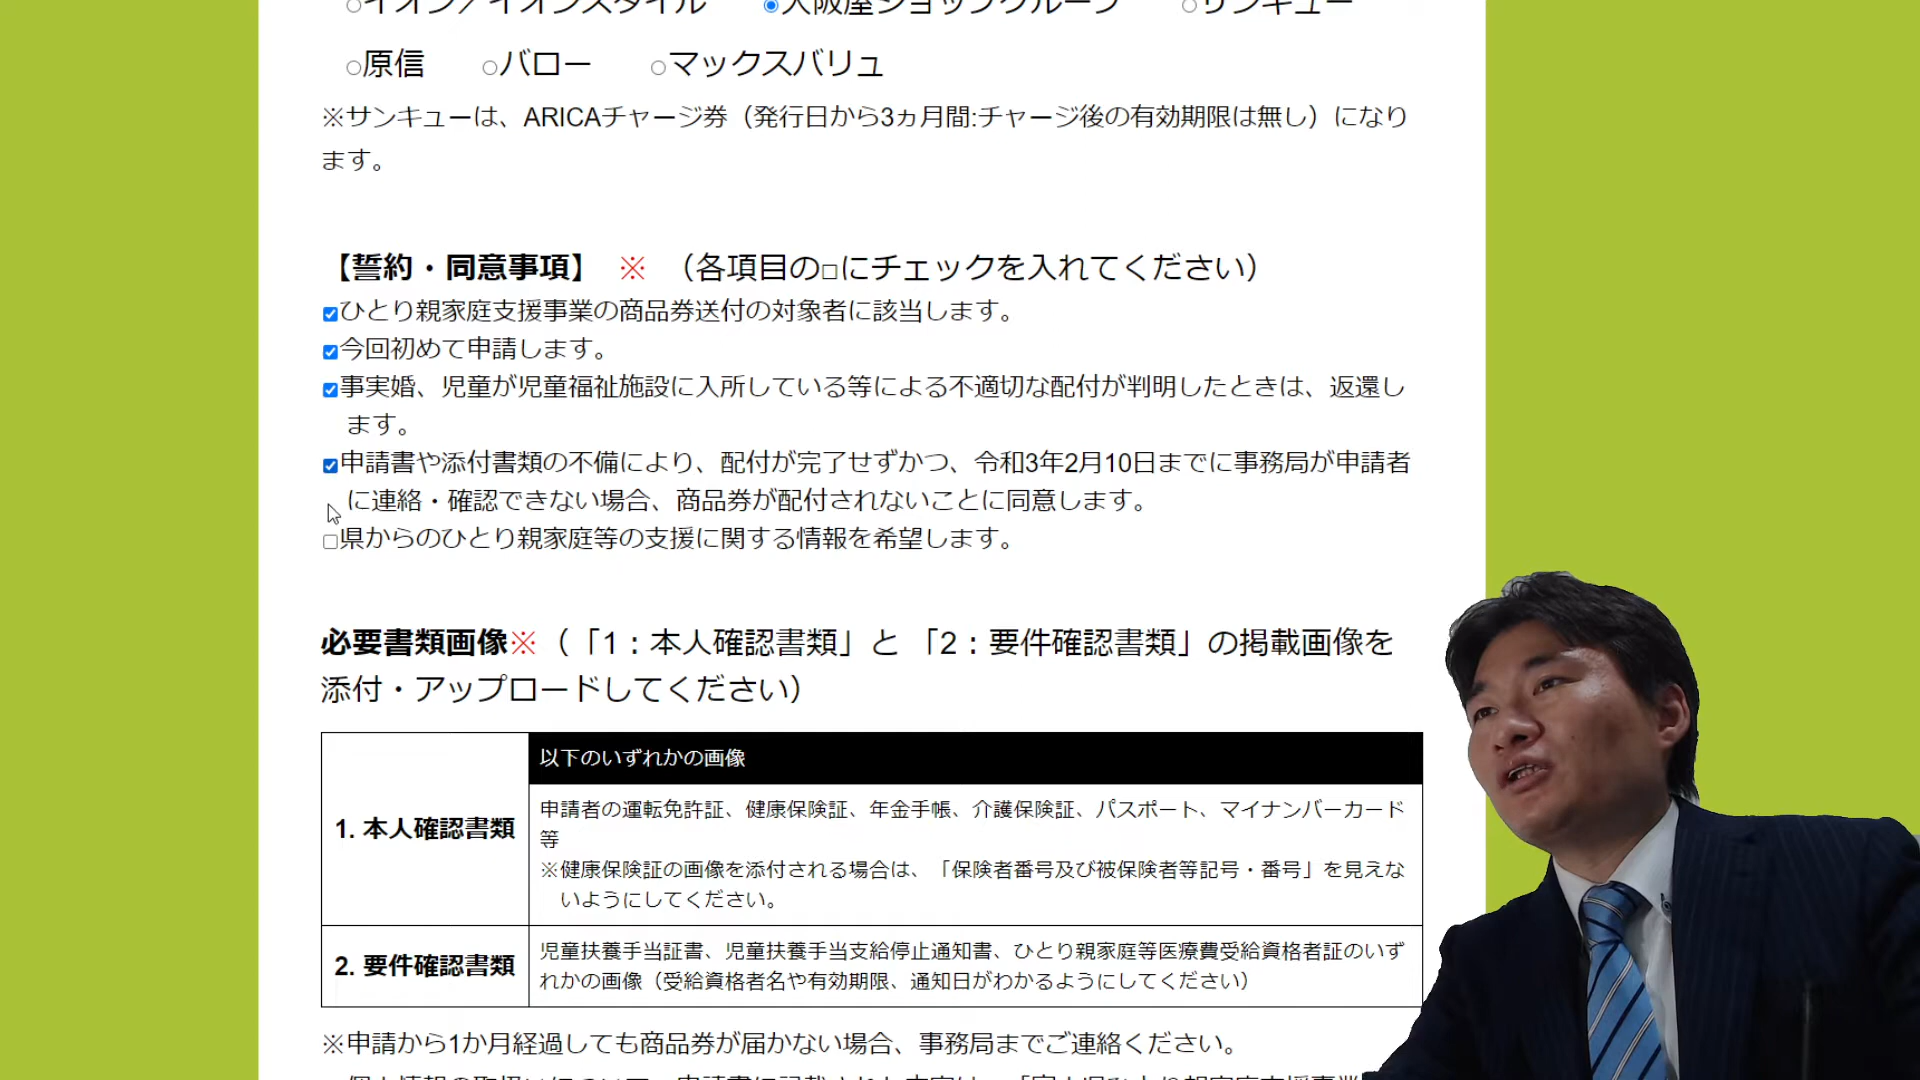 ○イオン／イオンスタイル ○大阪屋ショップグループ ○サンキュー
○原信 ○バロー ○マックスバリュ
※サンキューは、ARICAチャージ券（発行日から3ヵ月間:チャージ後の有効期限は無し）になり
ます。
【誓約・同意事項】 ※ （各項目の□にチェックを入れてください）
ひとり親家庭支援事業の商品券送付の対象者に該当します。
今回初めて申請します。
事実婚、児童が児童福祉施設に入所している等による不適切な配付が判明したときは、返還し
ます。
申請書や添付書類の不備により、配付が完了せずかつ、令和3年2月10日までに事務局が申請者
に連絡・確認できない場合、商品券が配付されないことに同意します。
県からのひとり親家庭等の支援に関する情報を希望します。
必要書類画像※（「1：本人確認書類」と「2：要件確認書類」の掲載画像を
添付・アップロードしてください）
以下のいずれかの画像
1. 本人確認書類
申請者の運転免許証、健康保険証、年金手帳、介護保険証、パスポート、マイナンバーカード
等
※健康保険証の画像を添付される場合は、「保険者番号及び被保険者等記号・番号」を見えな
いようにしてください。
2. 要件確認書類
児童扶養手当証書、児童扶養手当支給停止通知書、ひとり親家庭等医療費受給資格者証のいず
れかの画像（受給資格者名や有効期限、通知日がわかるようにしてください）
※申請から1か月経過しても商品券が届かない場合、事務局までご連絡ください。